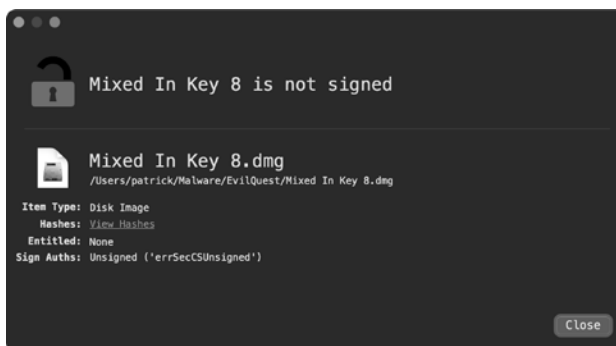 Mixed In Key 8 is not signed
Mixed In Key 8.dmg
/Users/patrick/Malware/EvilQuest/Mixed In Key 8.dmg
Item Type: Disk Image
Hashes: View Hashes
Entitled: None
Sign Auths: Unsigned ('errSecCSUnsigned')
Close